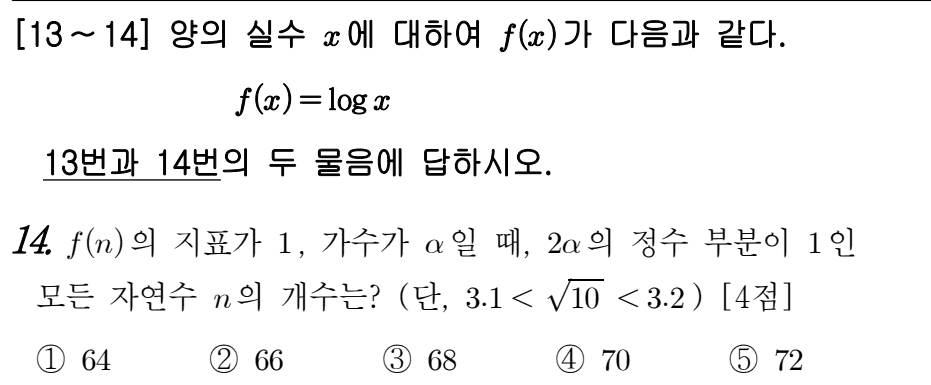 [13 ~ 14] 양의 실수 x에 대하여 f(x)가 다음과 같다.
f(x) = log x
13번과 14번의 두 물음에 답하시오.
14. f(n)의 지표가 1, 가수가 α일 때, 2α의 정수 부분이 1인
모든 자연수 n의 개수는? (단, 3.1 < √10 < 3.2) [4점]
① 64 ② 66 ③ 68 ④ 70 ⑤ 72